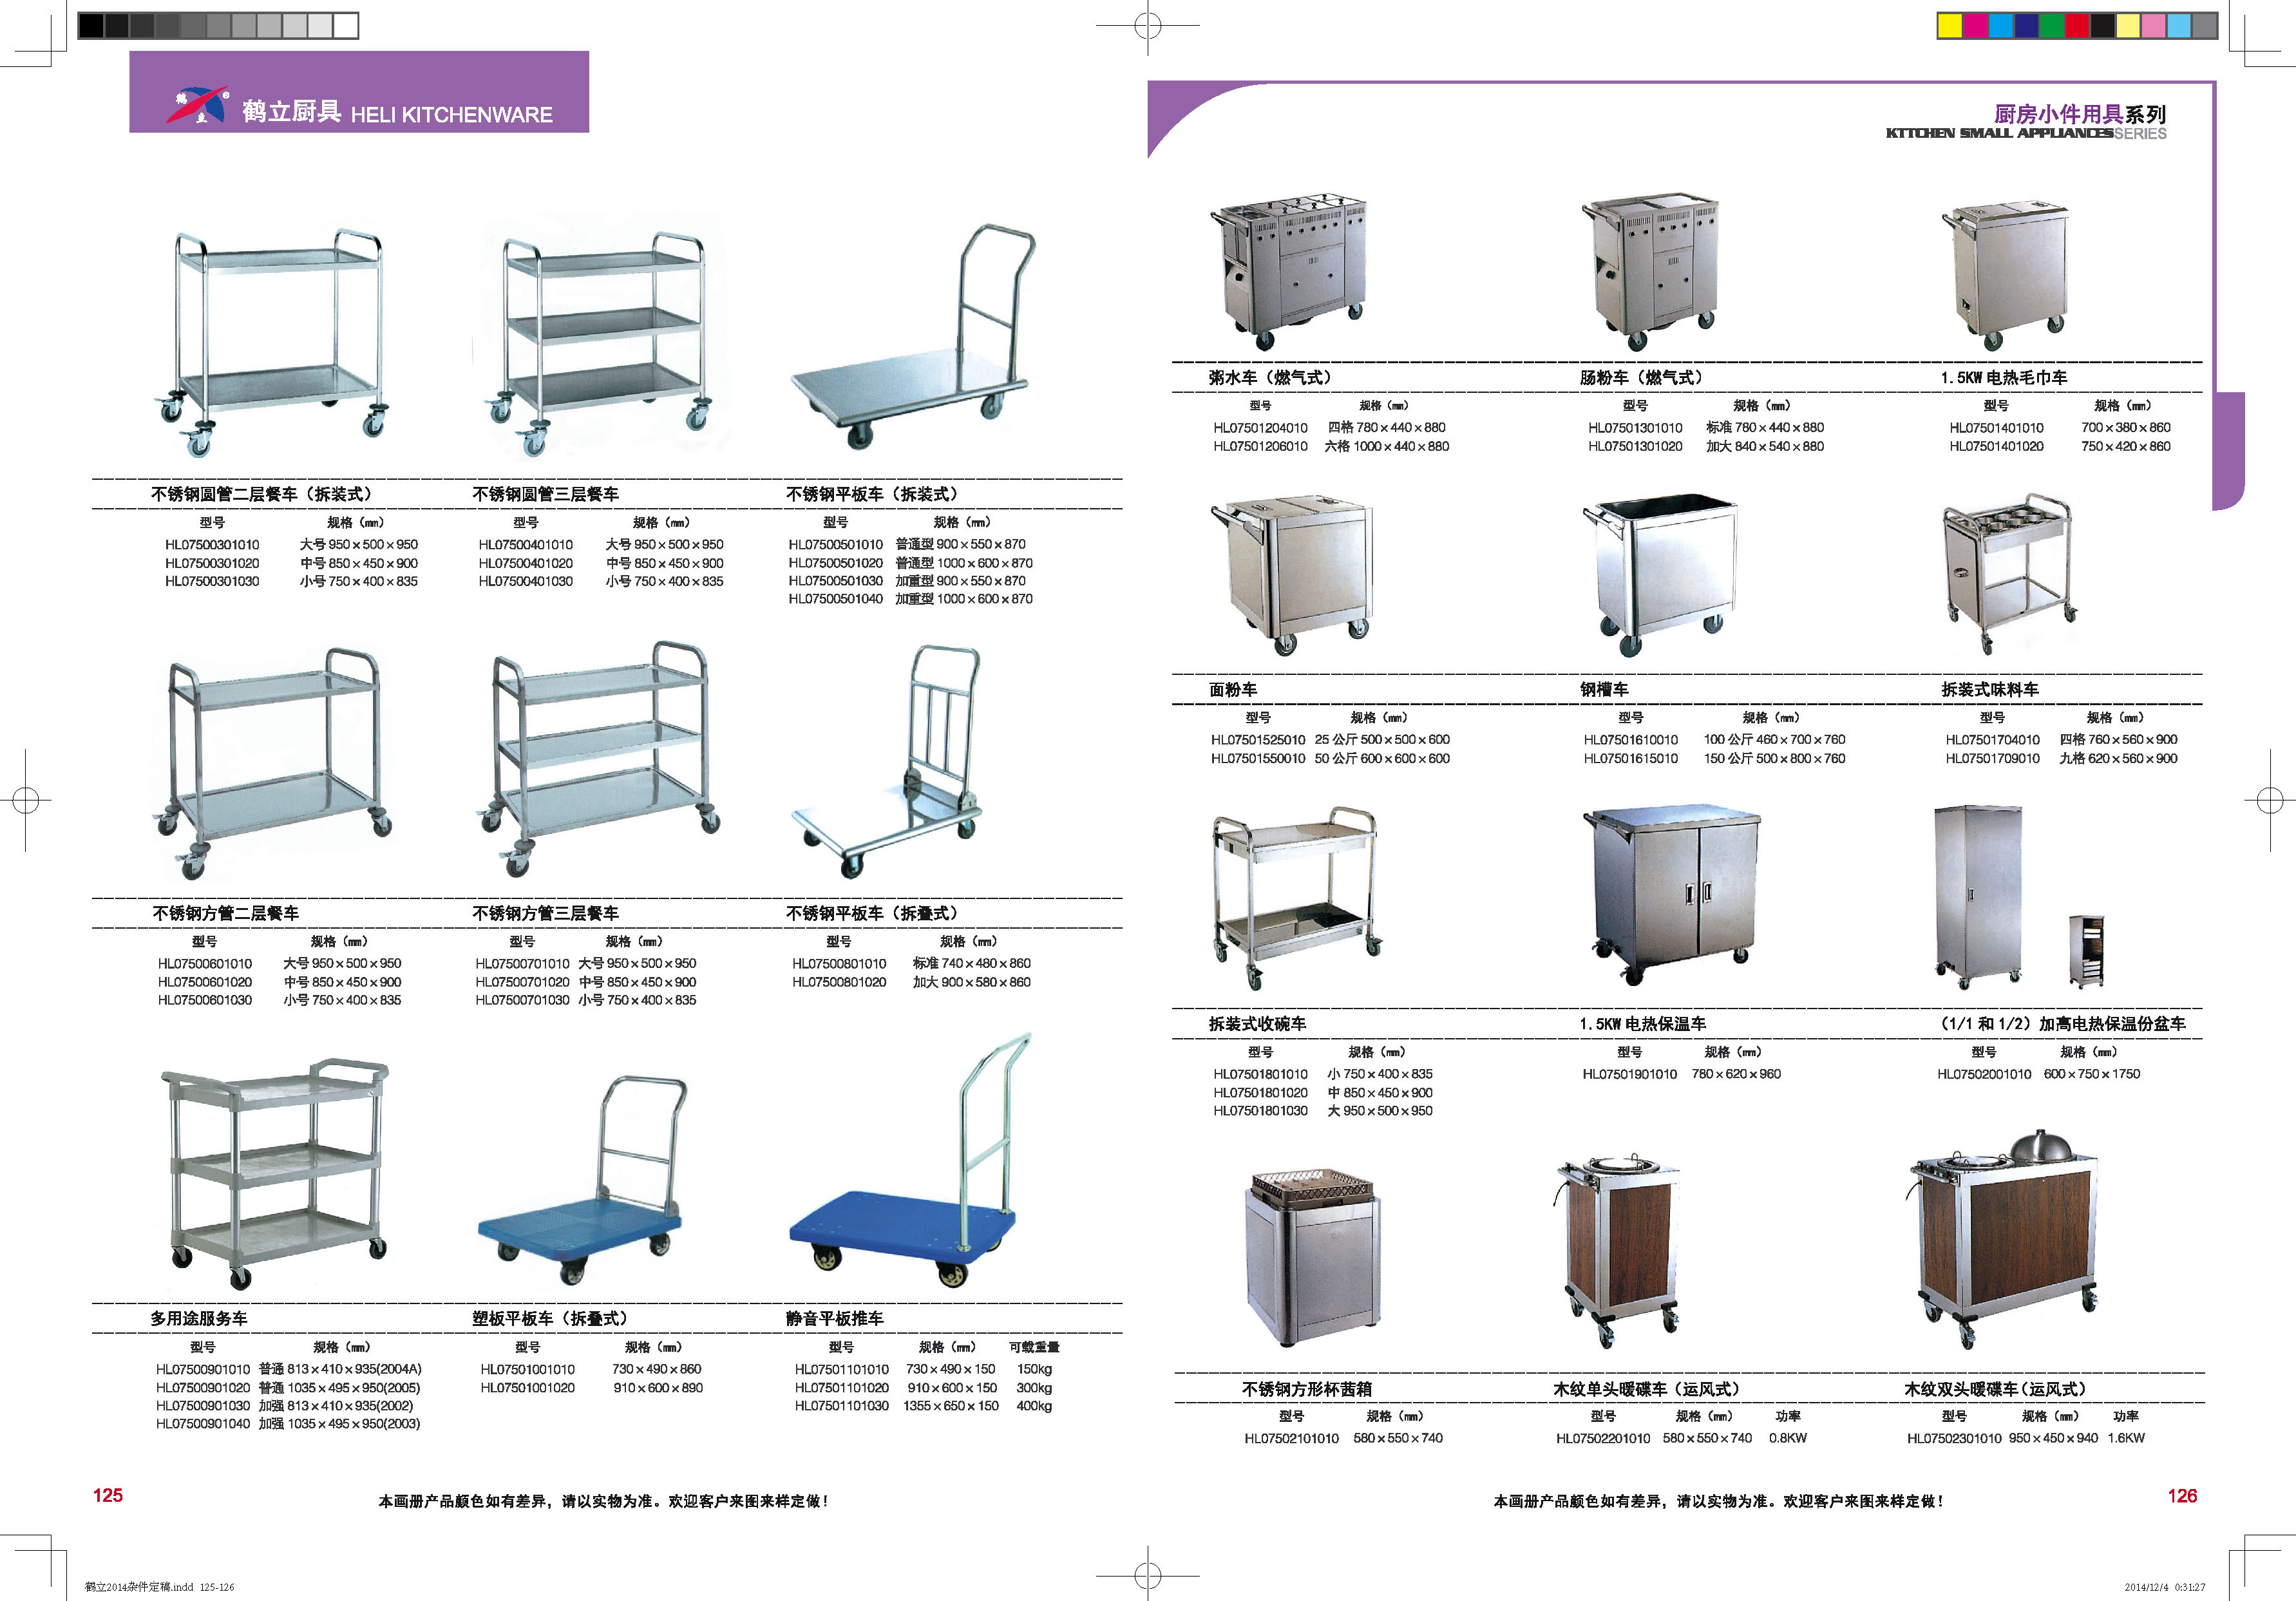 鹤立厨具 HELI KITCHENWARE
厨房小件用具系列
KTTCHEN SMALL APPLIANCESSERIES
不锈钢圆管二层餐车（拆装式）
型号 规格（㎜）
HL07500301010 大号 950×500×950
HL07500301020 中号 850×450×900
HL07500301030 小号 750×400×835
不锈钢圆管三层餐车
型号 规格（㎜）
HL07500401010 大号 950×500×950
HL07500401020 中号 850×450×900
HL07500401030 小号 750×400×835
不锈钢平板车（拆装式）
型号 规格（㎜）
HL07500501010 普通型 900×550×870
HL07500501020 普通型 1000×600×870
HL07500501030 加重型 900×550×870
HL07500501040 加重型 1000×600×870
不锈钢方管二层餐车
型号 规格（㎜）
HL07500601010 大号 950×500×950
HL07500601020 中号 850×450×900
HL07500601030 小号 750×400×835
不锈钢方管三层餐车
型号 规格（㎜）
HL07500701010 大号 950×500×950
HL07500701020 中号 850×450×900
HL07500701030 小号 750×400×835
不锈钢平板车（拆叠式）
型号 规格（㎜）
HL07500801010 标准 740×480×860
HL07500801020 加大 900×580×860
多用途服务车
型号 规格（㎜）
HL07500901010 普通 813×410×935(2004A)
HL07500901020 普通 1035×495×950(2005)
HL07500901030 加强 813×410×935(2002)
HL07500901040 加强 1035×495×950(2003)
塑板平板车（拆叠式）
型号 规格（㎜）
HL07501001010 730×490×860
HL07501001020 910×600×890
静音平板推车
型号 规格（㎜） 可载重量
HL07501101010 730×490×150 150kg
HL07501101020 910×600×150 300kg
HL07501101030 1355×650×150 400kg
125
本画册产品颜色如有差异，请以实物为准。欢迎客户来图来样定做！
粥水车（燃气式）
型号 规格（㎜）
HL07501204010 四格 780×440×880
HL07501206010 六格 1000×440×880
肠粉车（燃气式）
型号 规格（㎜）
HL07501301010 标准 780×440×880
HL07501301020 加大 840×540×880
1.5KW 电热毛巾车
型号 规格（㎜）
HL07501401010 700×380×860
HL07501401020 750×420×860
面粉车
型号 规格（㎜）
HL07501525010 25 公斤 500×500×600
HL07501550010 50 公斤 600×600×600
钢槽车
型号 规格（㎜）
HL07501610010 100 公斤 460×700×760
HL07501615010 150 公斤 500×800×760
拆装式味料车
型号 规格（㎜）
HL07501704010 四格 760×560×900
HL07501709010 九格 620×560×900
拆装式收碗车
型号 规格（㎜）
HL07501801010 小 750×400×835
HL07501801020 中 850×450×900
HL07501801030 大 950×500×950
1.5KW 电热保温车
型号 规格（㎜）
HL07501901010 780×620×960
（1/1 和 1/2）加高电热保温份盆车
型号 规格（㎜）
HL07502001010 600×750×1750
不锈钢方形杯茜箱
型号 规格（㎜）
HL07502101010 580×550×740
木纹单头暖碟车（运风式）
型号 规格（㎜） 功率
HL07502201010 580×550×740 0.8KW
木纹双头暖碟车（运风式）
型号 规格（㎜） 功率
HL07502301010 950×450×940 1.6KW
本画册产品颜色如有差异，请以实物为准。欢迎客户来图来样定做！
126
鹤立2014杂件定稿.indd 125-126
2014/12/4 0:31:27